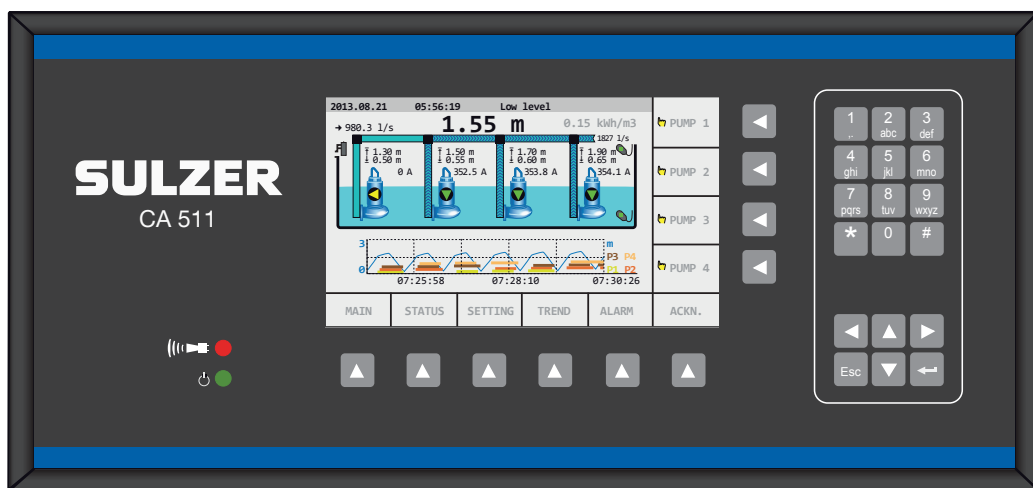 SULZER
CA 511
2013.08.21 05:56:19 Low level
980.3 l/s 1.55 m 0.15 kWh/m3
1827 l/s
1.30 m 1.50 m 1.70 m 1.90 m
0.50 m 0.55 m 0.60 m 0.65 m
0 A 352.5 A 353.8 A 354.1 A
3 m
P3 P4
0 P1 P2
07:25:58 07:28:10 07:30:26
PUMP 1
PUMP 2
PUMP 3
PUMP 4
MAIN STATUS SETTING TREND ALARM ACKN.
1 2 3
,. abc def
4 5 6
ghi jkl mno
7 8 9
pqrs tuv wxyz
* 0 #
Esc